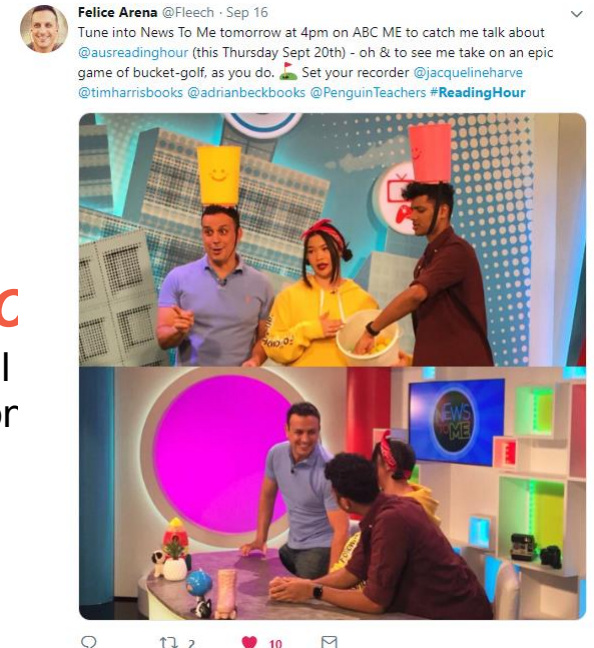 Felice Arena @Fleech · Sep 16
Tune into News To Me tomorrow at 4pm on ABC ME to catch me talk about
@ausreadinghour (this Thursday Sept 20th) - oh & to see me take on an epic
game of bucket-golf, as you do. ⛳ Set your recorder @jacquelineharve
@timharrisbooks @adrianbeckbooks @PenguinTeachers #ReadingHour
NEWS
TO ME
10